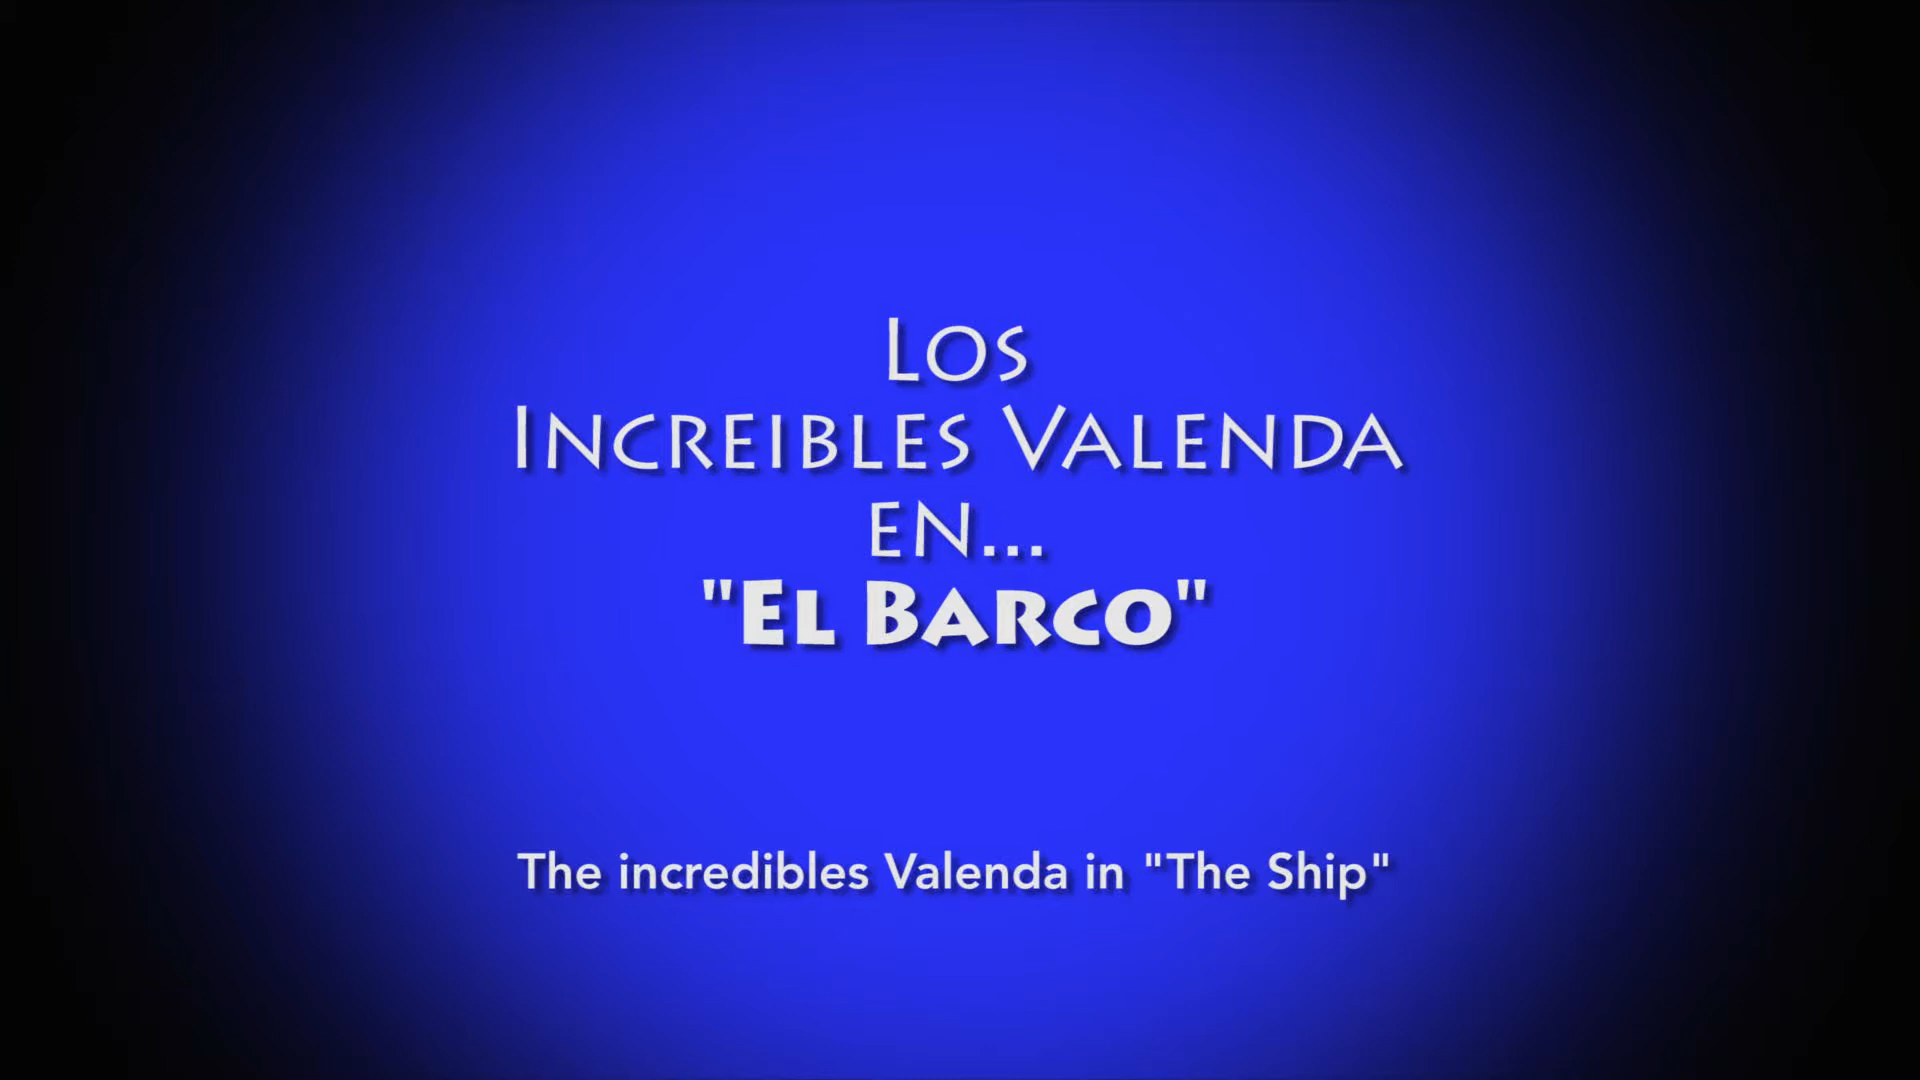 Los
Increibles Valenda
en...
"El Barco"
The incredibles Valenda in "The Ship"